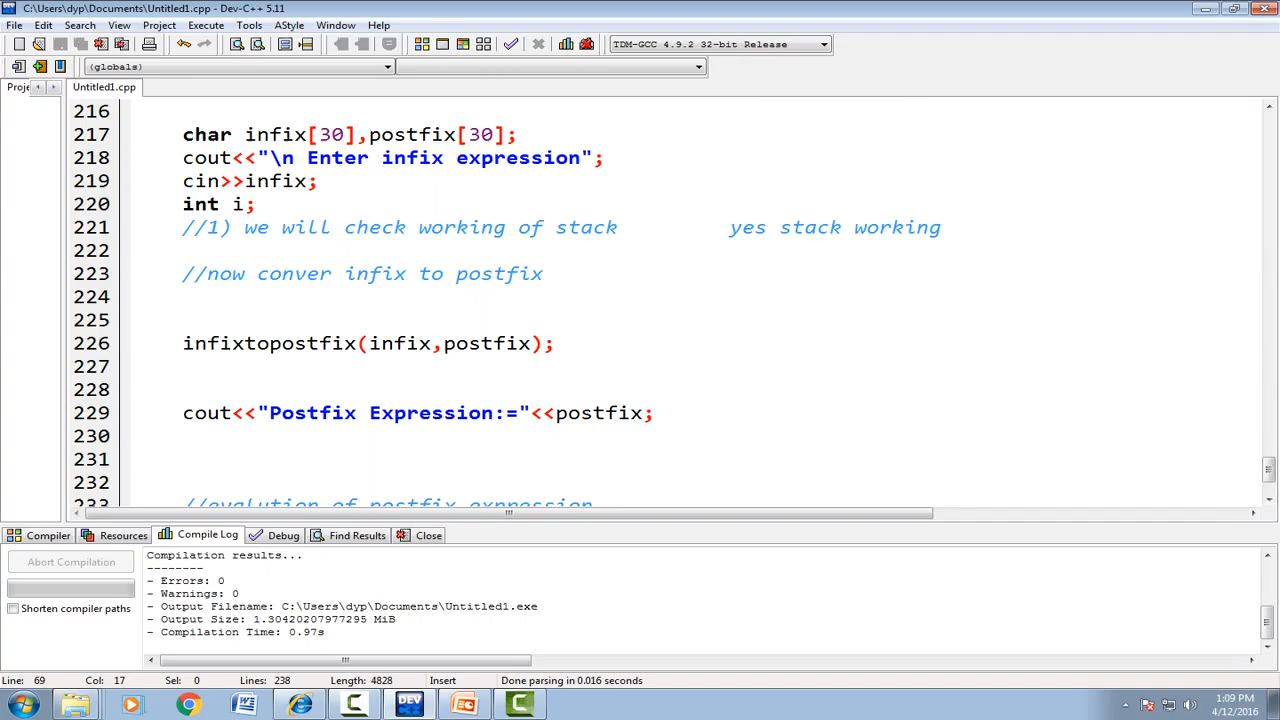 C:\Users\dyp\Documents\Untitled1.cpp - Dev-C++ 5.11
File Edit Search View Project Execute Tools AStyle Window Help
TDM-GCC 4.9.2 32-bit Release
(globals)
Proje Untitled1.cpp
216
217 char infix[30],postfix[30];
218 cout<<"\n Enter infix expression";
219 cin>>infix;
220 int i;
221 //1) we will check working of stack yes stack working
222
223 //now conver infix to postfix
224
225
226 infixtopostfix(infix,postfix);
227
228
229 cout<<"Postfix Expression:="<<postfix;
230
231
232
233 //evalution of postfix expression
Compiler Resources Compile Log Debug Find Results Close
Abort Compilation
Shorten compiler paths
Compilation results...
--------
- Errors: 0
- Warnings: 0
- Output Filename: C:\Users\dyp\Documents\Untitled1.exe
- Output Size: 1.30420207977295 MiB
- Compilation Time: 0.97s
Line: 69 Col: 17 Sel: 0 Lines: 238 Length: 4828 Insert Done parsing in 0.016 seconds
DEV
1:09 PM
4/12/2016